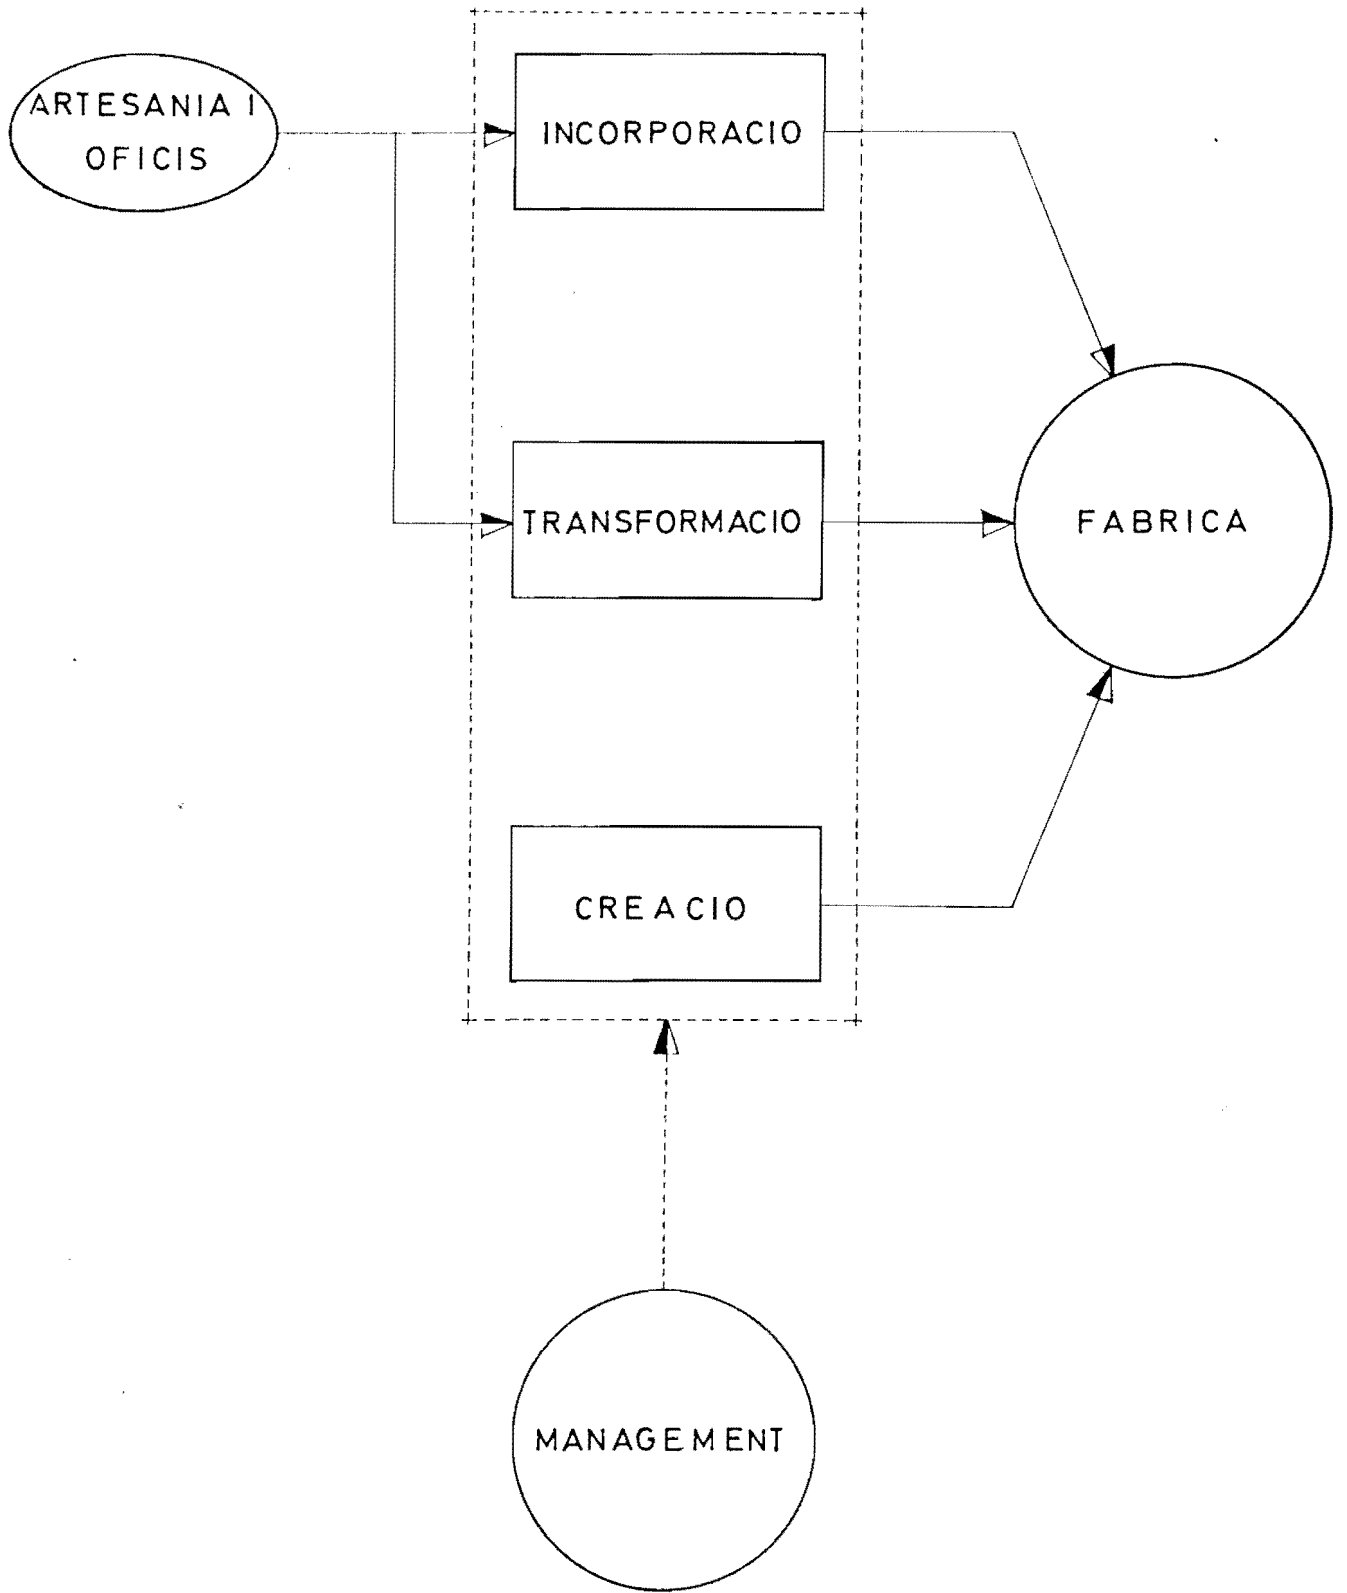 ARTESANIA I
OFICIS
INCORPORACIO
TRANSFORMACIO
FABRICA
CREACIO
MANAGEMENT